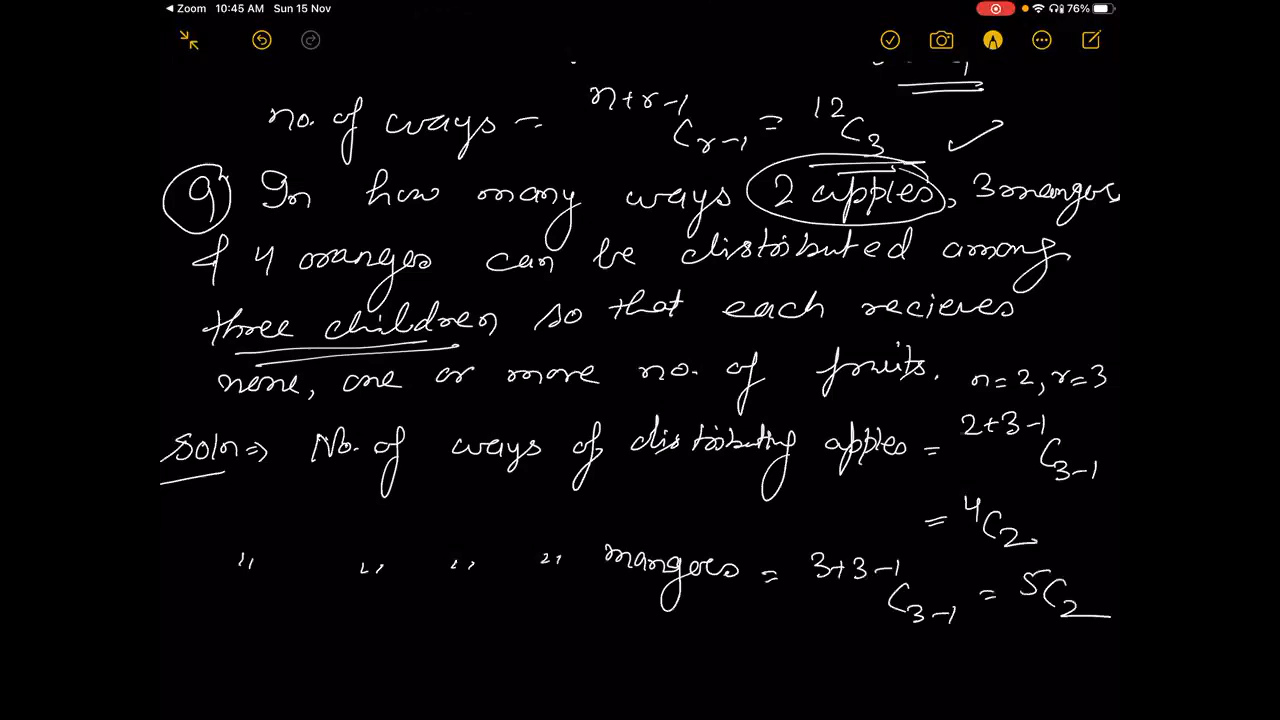 Zoom 10:45 AM Sun 15 Nov 76%
no. of ways = n+r-1Cr-1 = 12C3 ✓
Q In how many ways 2 apples, 3 mangoes
& 4 oranges can be distributed among
three children so that each recieves
none, one or more no. of fruits. n=2, r=3
Soln ⇒ No. of ways of distributing apples = 2+3-1C3-1
= 4C2
" " " " mangoes = 3+3-1C3-1 = 5C2